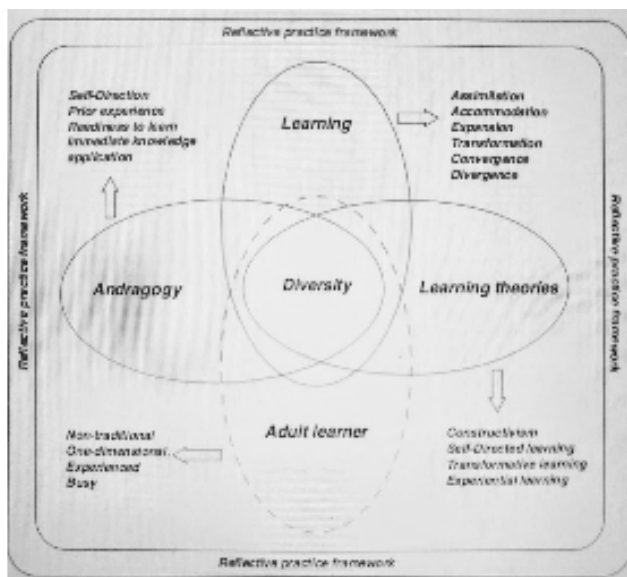 Reflective practice framework
Self-Direction
Prior experience
Readiness to learn
Immediate knowledge
application
Learning
Assimilation
Accommodation
Expansion
Transformation
Convergence
Divergence
Reflective practice framework
Andragogy
Diversity
Learning theories
Reflective practice framework
Adult learner
Non-traditional
One-dimensional
Experienced
Busy
Constructivism
Self-Directed learning
Transformative learning
Experiential learning
Reflective practice framework